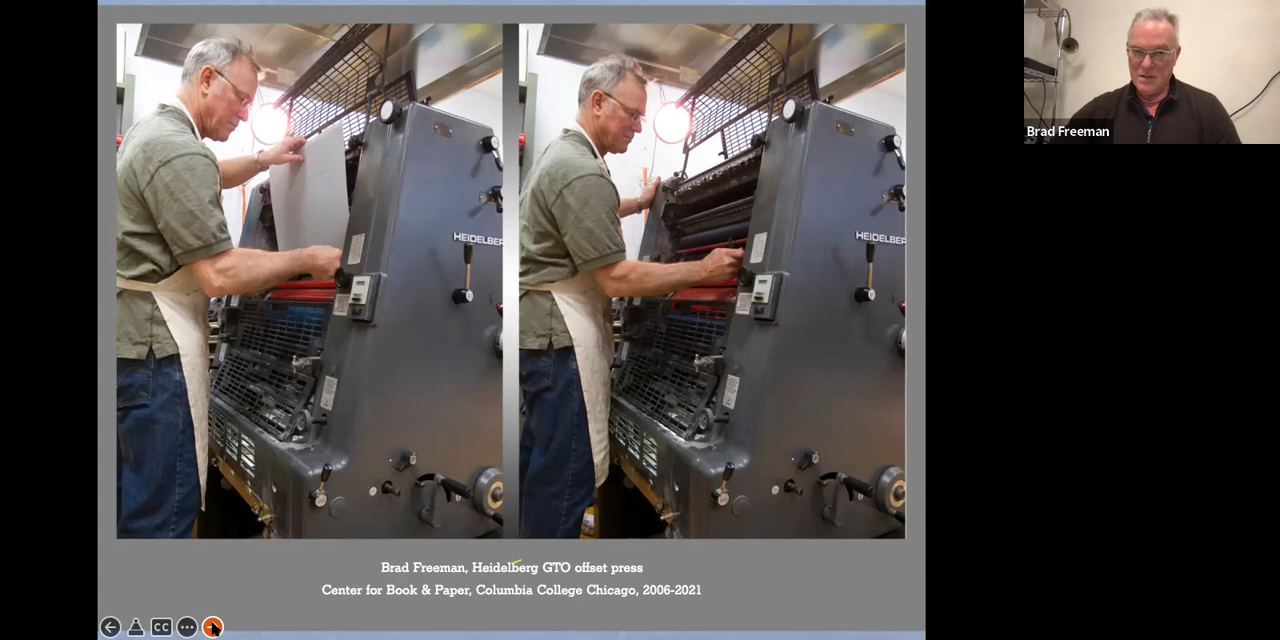 HEIDELBER
HEIDELBER
Brad Freeman
Brad Freeman, Heidelberg GTO offset press
Center for Book & Paper, Columbia College Chicago, 2006-2021
CC